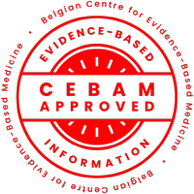 • Belgian Centre for Evidence-Based Medicine •
EVIDENCE-BASED
CEBAM
APPROVED
INFORMATION
Belgian Centre for Evidence-Based Medicine